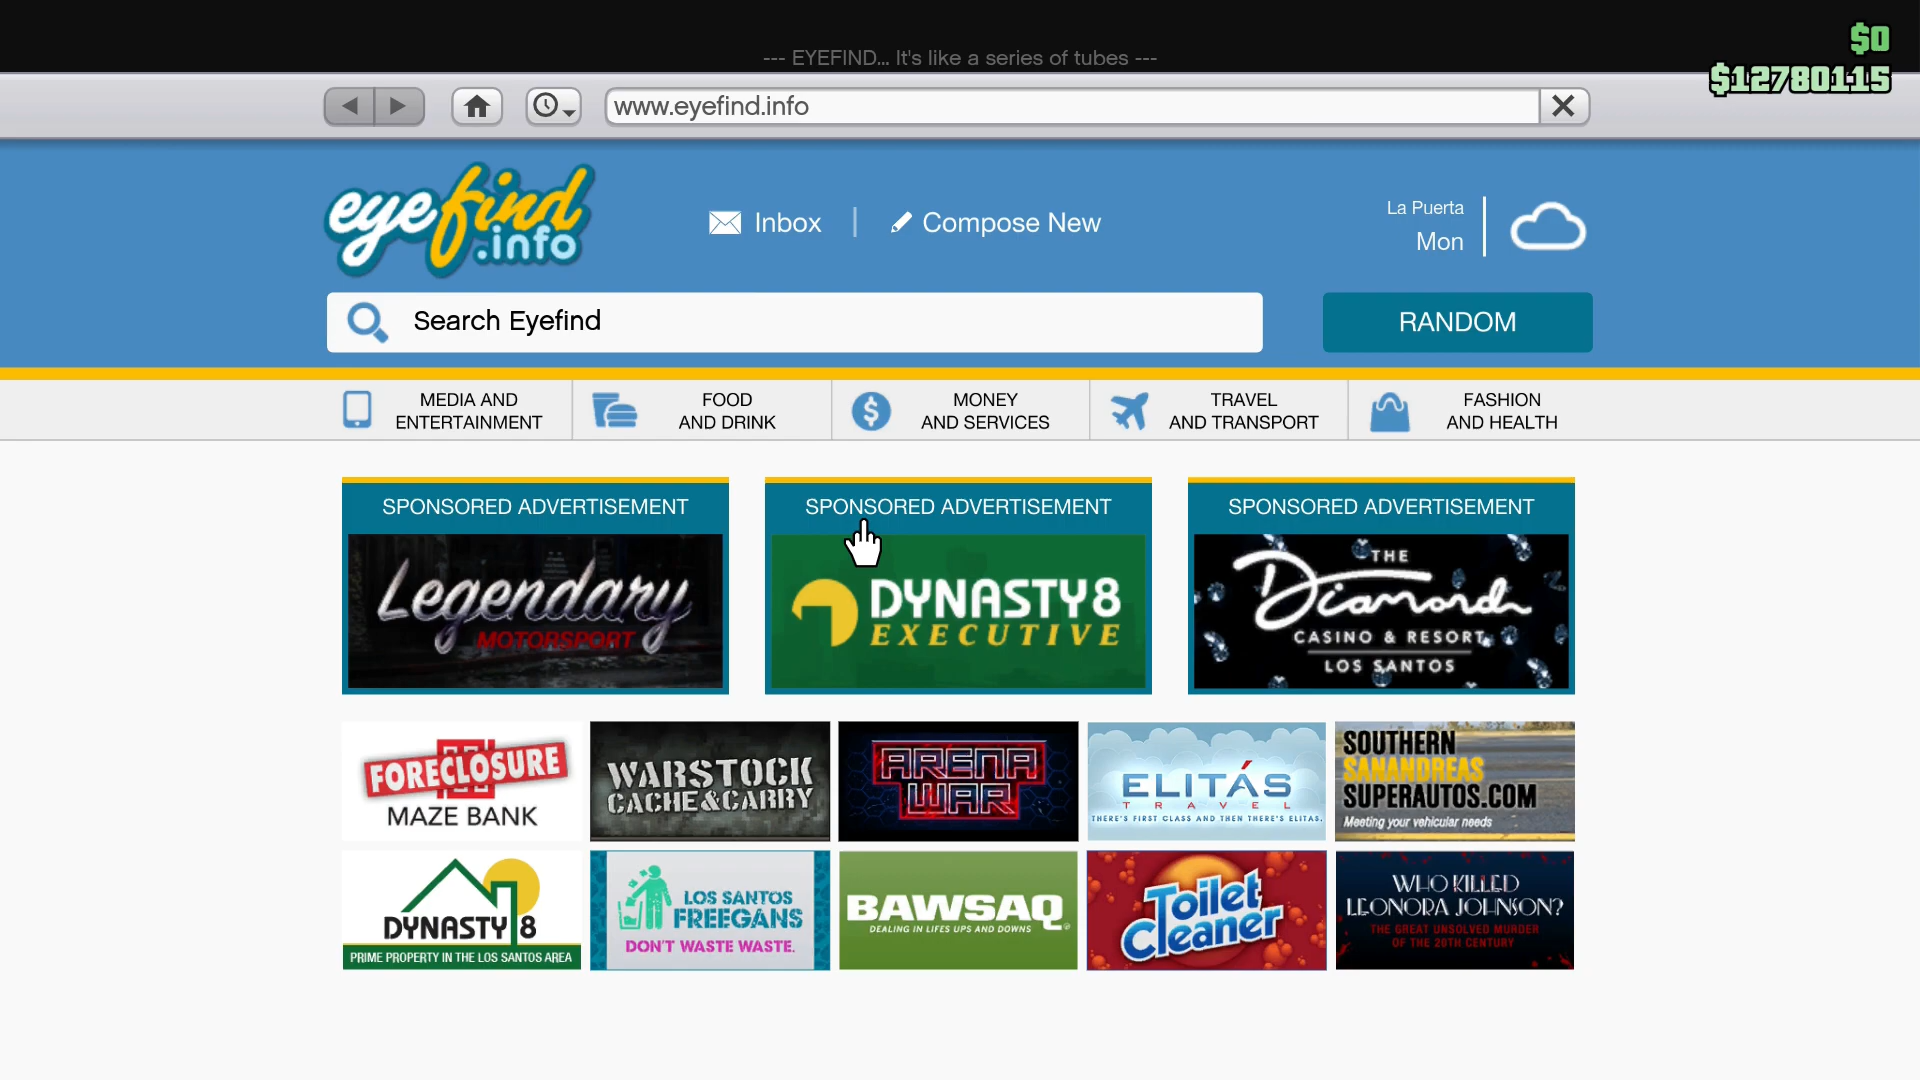 $0
--- EYEFIND... It's like a series of tubes ---
$12780115
www.eyefind.info
eyefind
.info
Inbox
Compose New
La Puerta
Mon
Search Eyefind
RANDOM
MEDIA AND
ENTERTAINMENT
FOOD
AND DRINK
MONEY
AND SERVICES
TRAVEL
AND TRANSPORT
FASHION
AND HEALTH
SPONSORED ADVERTISEMENT
Legendary
MOTORSPORT
SPONSORED ADVERTISEMENT
DYNASTY 8
EXECUTIVE
SPONSORED ADVERTISEMENT
THE
Diamond
CASINO & RESORT
LOS SANTOS
FORECLOSURE
MAZE BANK
WARSTOCK
CACHE&CARRY
ARENA
WAR
ELITÁS
TRAVEL
THERE'S FIRST CLASS AND THEN THERE'S ELITAS.
SOUTHERN
SANANDREAS
SUPERAUTOS.COM
Meeting your vehicular needs
DYNASTY 8
PRIME PROPERTY IN THE LOS SANTOS AREA
LOS SANTOS
FREEGANS
DON'T WASTE WASTE.
BAWSAQ
DEALING IN LIFES UPS AND DOWNS
Toilet
Cleaner
WHO KILLED
LEONORA JOHNSON?
THE GREAT UNSOLVED MURDER
OF THE 20TH CENTURY